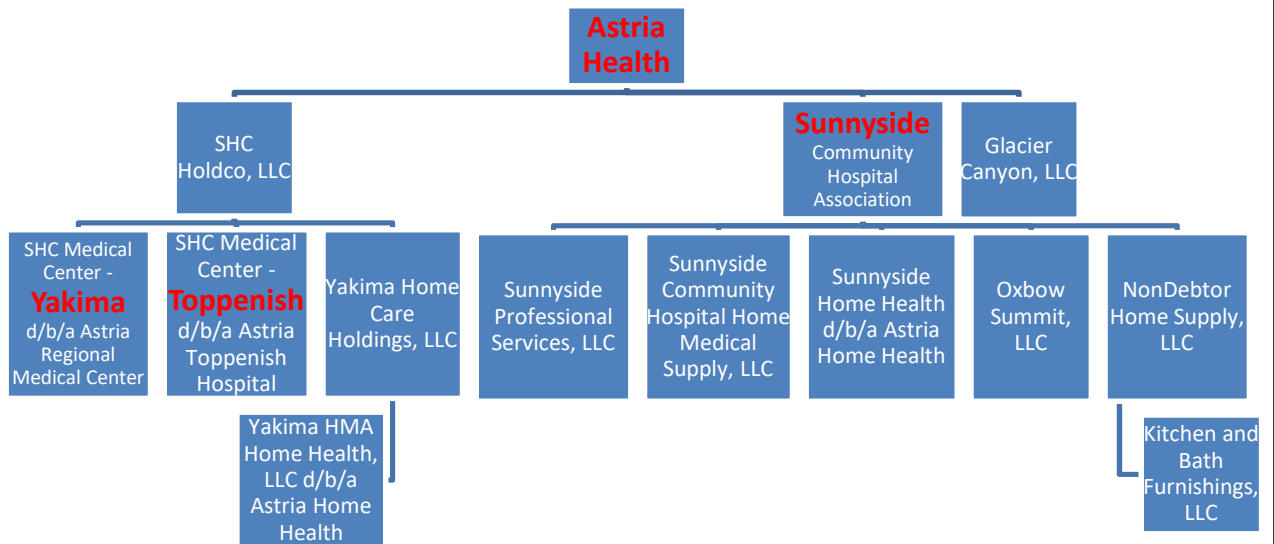 Astria
Health
SHC
Holdco, LLC
Sunnyside
Community
Hospital
Association
Glacier
Canyon, LLC
SHC Medical
Center -
Yakima
d/b/a Astria
Regional
Medical Center
SHC Medical
Center -
Toppenish
d/b/a Astria
Toppenish
Hospital
Yakima Home
Care
Holdings, LLC
Sunnyside
Professional
Services, LLC
Sunnyside
Community
Hospital Home
Medical
Supply, LLC
Sunnyside
Home Health
d/b/a Astria
Home Health
Oxbow
Summit,
LLC
NonDebtor
Home Supply,
LLC
Yakima HMA
Home Health,
LLC d/b/a
Astria Home
Health
Kitchen and
Bath
Furnishings,
LLC